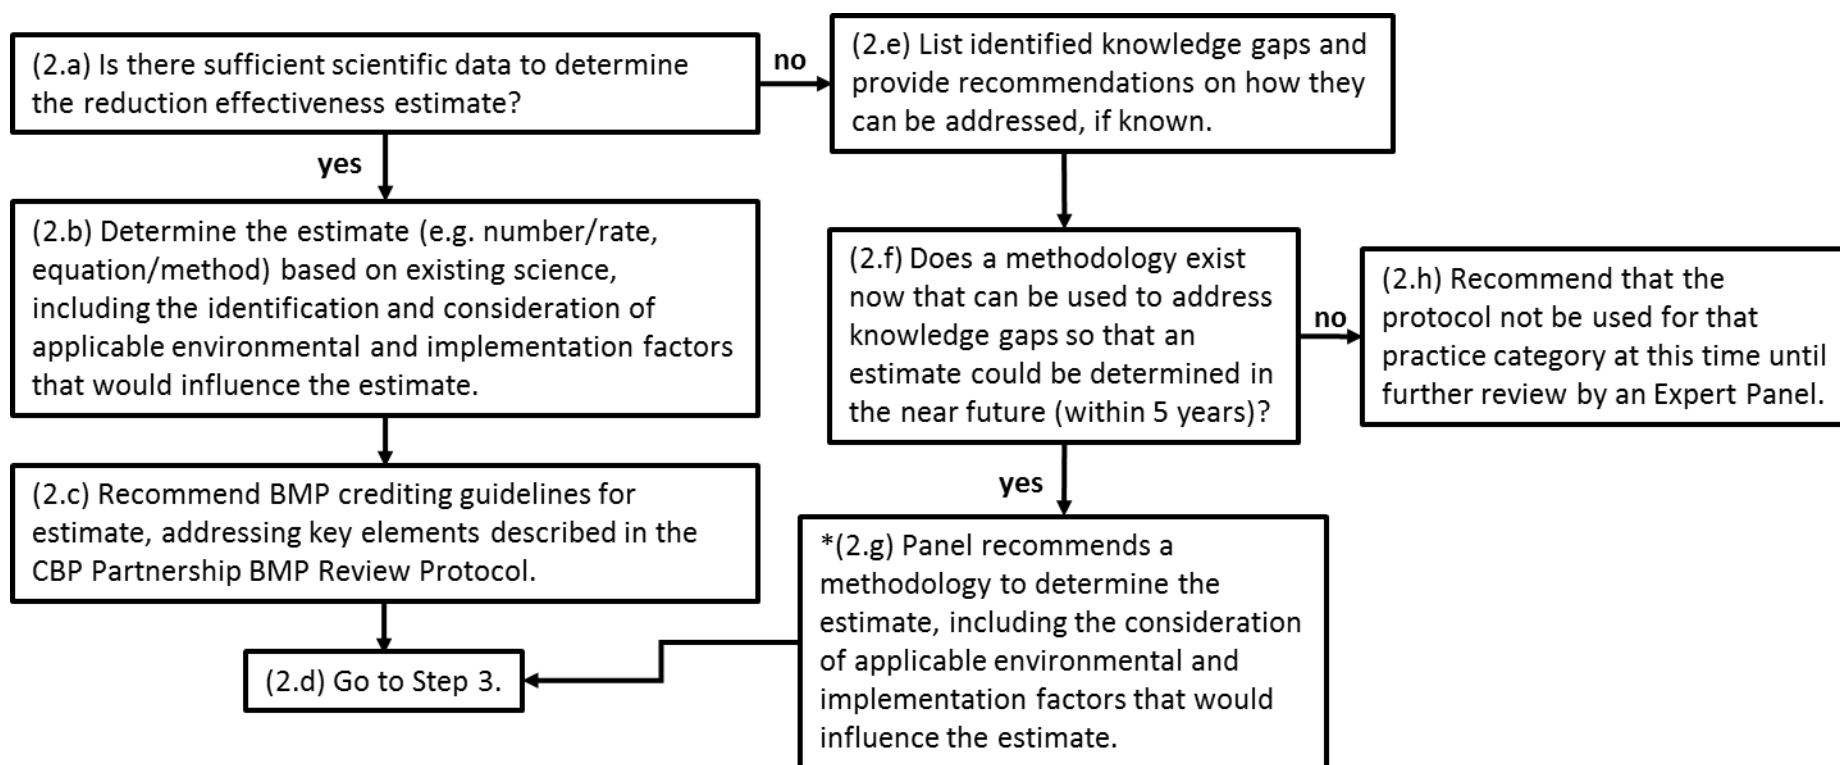 (2.a) Is there sufficient scientific data to determine
the reduction effectiveness estimate?
no
(2.e) List identified knowledge gaps and
provide recommendations on how they
can be addressed, if known.
yes
(2.b) Determine the estimate (e.g. number/rate,
equation/method) based on existing science,
including the identification and consideration of
applicable environmental and implementation factors
that would influence the estimate.
(2.f) Does a methodology exist
now that can be used to address
knowledge gaps so that an
estimate could be determined in
the near future (within 5 years)?
no
(2.h) Recommend that the
protocol not be used for that
practice category at this time until
further review by an Expert Panel.
(2.c) Recommend BMP crediting guidelines for
estimate, addressing key elements described in the
CBP Partnership BMP Review Protocol.
yes
*(2.g) Panel recommends a
methodology to determine the
estimate, including the consideration
of applicable environmental and
implementation factors that would
influence the estimate.
(2.d) Go to Step 3.